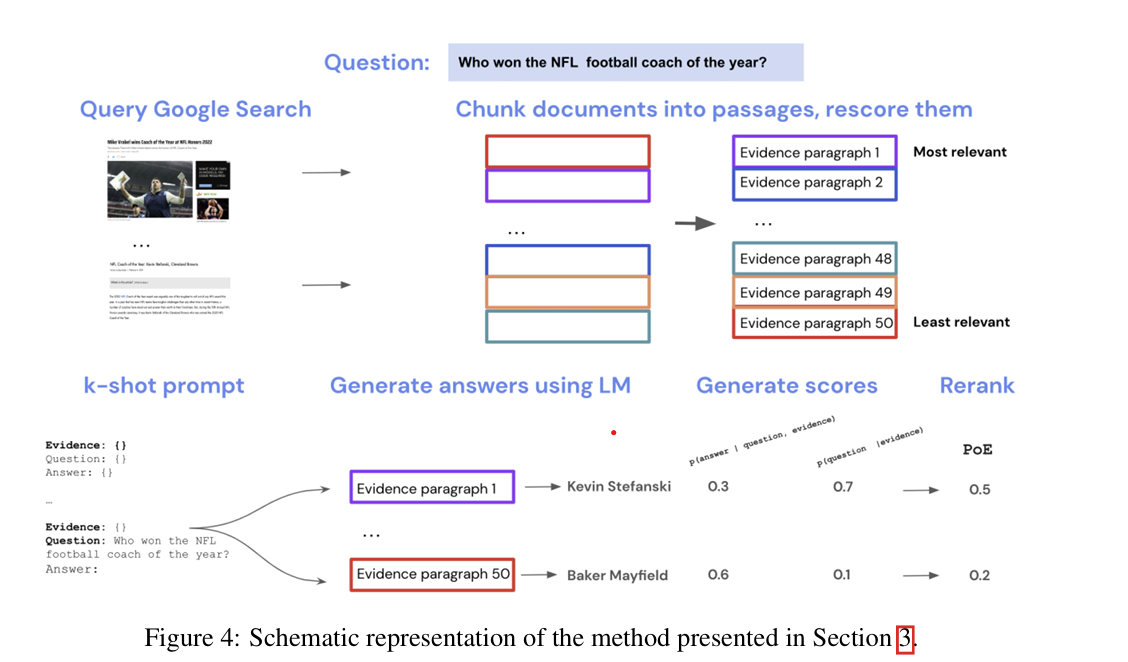 Question: Who won the NFL football coach of the year?
Query Google Search
Chunk documents into passages, rescore them
Mike Vrabel wins Coach of the Year at NFL Honors 2022
...
NFL Coach of the Year: Kevin Stefanski, Cleveland Browns
...
Evidence paragraph 1
Most relevant
Evidence paragraph 2
...
Evidence paragraph 48
Evidence paragraph 49
Evidence paragraph 50
Least relevant
k-shot prompt
Generate answers using LM
Generate scores
Rerank
Evidence: {}
Question: {}
Answer: {}
…
Evidence: {}
Question: Who won the NFL
football coach of the year?
Answer:
p(answer | question, evidence)
p(question |evidence)
PoE
Evidence paragraph 1
Kevin Stefanski
0.3
0.7
0.5
...
Evidence paragraph 50
Baker Mayfield
0.6
0.1
0.2
Figure 4: Schematic representation of the method presented in Section 3.